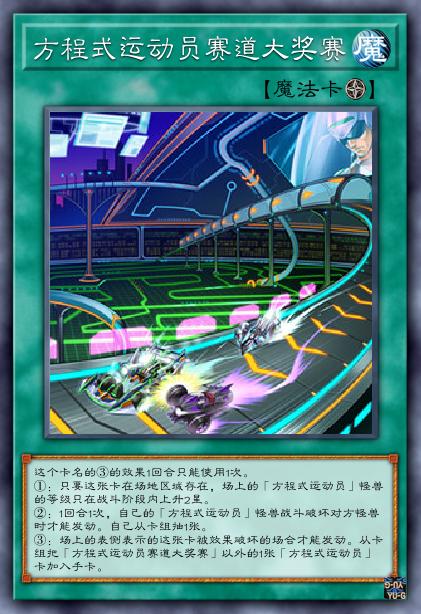 方程式运动员赛道大奖赛 魔
【魔法卡】
这个卡名的③的效果1回合只能使用1次。
①：只要这张卡在场地区域存在，场上的「方程式运动员」怪兽
的等级只在战斗阶段内上升2星。
②：1回合1次，自己的「方程式运动员」怪兽战斗破坏对方怪兽
时才能发动。自己从卡组抽1张。
③：场上的表侧表示的这张卡被效果破坏的场合才能发动。从卡
组把「方程式运动员赛道大奖赛」以外的1张「方程式运动员」
卡加入手卡。